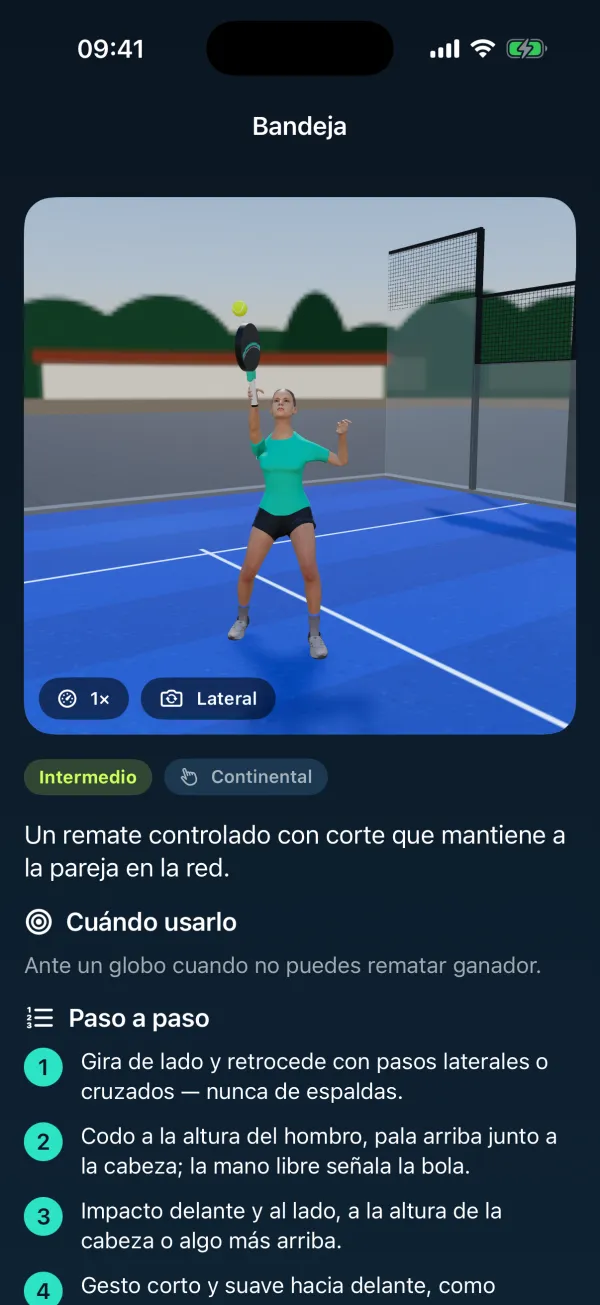 09:41
Bandeja
1×
Lateral
Intermedio
Continental
Un remate controlado con corte que mantiene a
la pareja en la red.
Cuándo usarlo
Ante un globo cuando no puedes rematar ganador.
Paso a paso
1
Gira de lado y retrocede con pasos laterales o
cruzados — nunca de espaldas.
2
Codo a la altura del hombro, pala arriba junto a
la cabeza; la mano libre señala la bola.
3
Impacto delante y al lado, a la altura de la
cabeza o algo más arriba.
4
Gesto corto y suave hacia delante, como